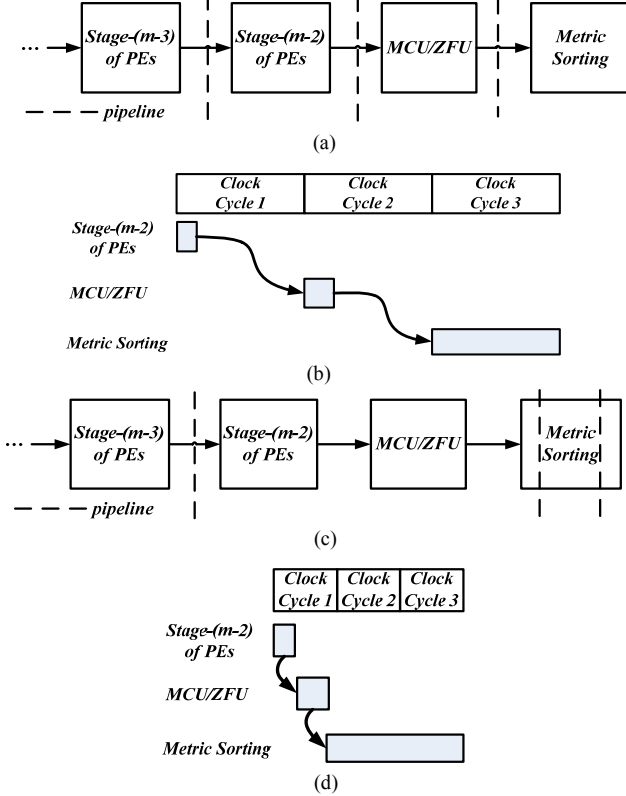 ... Stage-(m-3) Stage-(m-2) MCU/ZFU Metric
of PEs of PEs Sorting
pipeline
(a)
Clock Clock Clock
Cycle 1 Cycle 2 Cycle 3
Stage-(m-2)
of PEs
MCU/ZFU
Metric Sorting
(b)
... Stage-(m-3) Stage-(m-2) MCU/ZFU Metric
of PEs of PEs Sorting
pipeline
(c)
Clock Clock Clock
Cycle 1 Cycle 2 Cycle 3
Stage-(m-2)
of PEs
MCU/ZFU
Metric Sorting
(d)